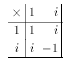 × 1 i
1 1 i
i i −1